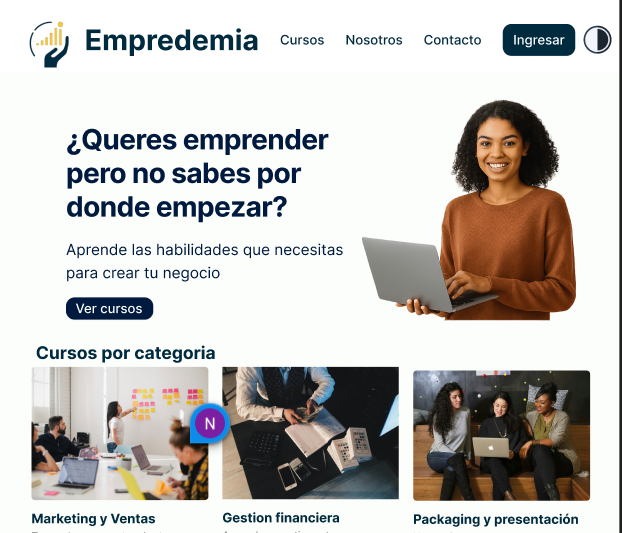 Empredemia
Cursos
Nosotros
Contacto
Ingresar
¿Queres emprender
pero no sabes por
donde empezar?
Aprende las habilidades que necesitas
para crear tu negocio
Ver cursos
Cursos por categoria
N
Marketing y Ventas
Gestion financiera
Packaging y presentación